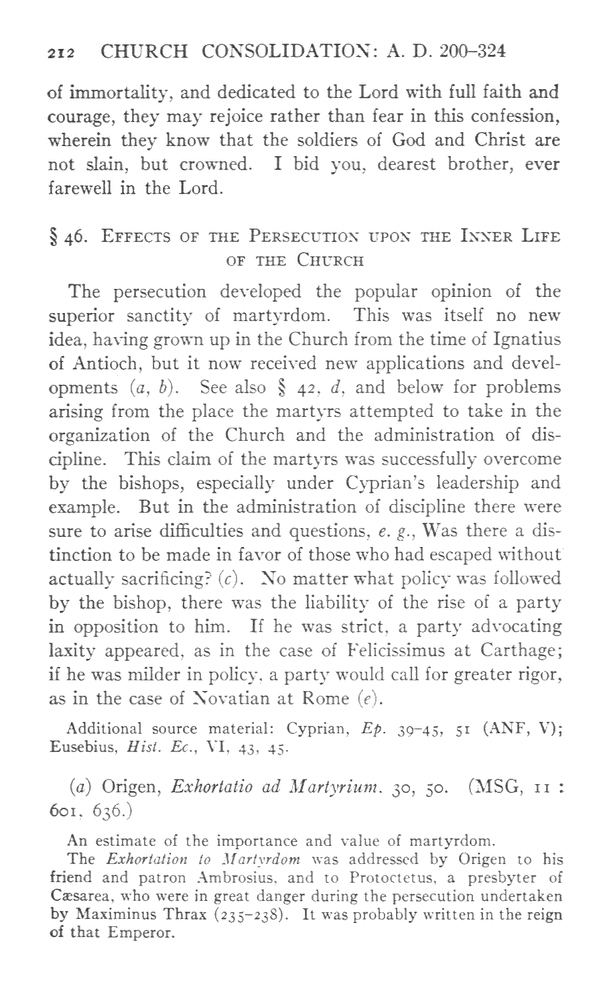 212 CHURCH CONSOLIDATION: A. D. 200–324
of immortality, and dedicated to the Lord with full faith and
courage, they may rejoice rather than fear in this confession,
wherein they know that the soldiers of God and Christ are
not slain, but crowned. I bid you, dearest brother, ever
farewell in the Lord.
§ 46. Effects of the Persecution upon the Inner Life
of the Church
The persecution developed the popular opinion of the
superior sanctity of martyrdom. This was itself no new
idea, having grown up in the Church from the time of Ignatius
of Antioch, but it now received new applications and devel-
opments (a, b). See also § 42, d, and below for problems
arising from the place the martyrs attempted to take in the
organization of the Church and the administration of dis-
cipline. This claim of the martyrs was successfully overcome
by the bishops, especially under Cyprian's leadership and
example. But in the administration of discipline there were
sure to arise difficulties and questions, e. g., Was there a dis-
tinction to be made in favor of those who had escaped without
actually sacrificing? (c). No matter what policy was followed
by the bishop, there was the liability of the rise of a party
in opposition to him. If he was strict, a party advocating
laxity appeared, as in the case of Felicissimus at Carthage;
if he was milder in policy, a party would call for greater rigor,
as in the case of Novatian at Rome (e).
Additional source material: Cyprian, Ep. 39–45, 51 (ANF, V);
Eusebius, Hist. Ec., VI, 43, 45.
(a) Origen, Exhortatio ad Martyrium. 30, 50. (MSG, 11 :
601, 636.)
An estimate of the importance and value of martyrdom.
The Exhortation to Martyrdom was addressed by Origen to his
friend and patron Ambrosius, and to Protoctetus, a presbyter of
Cæsarea, who were in great danger during the persecution undertaken
by Maximinus Thrax (235–238). It was probably written in the reign
of that Emperor.